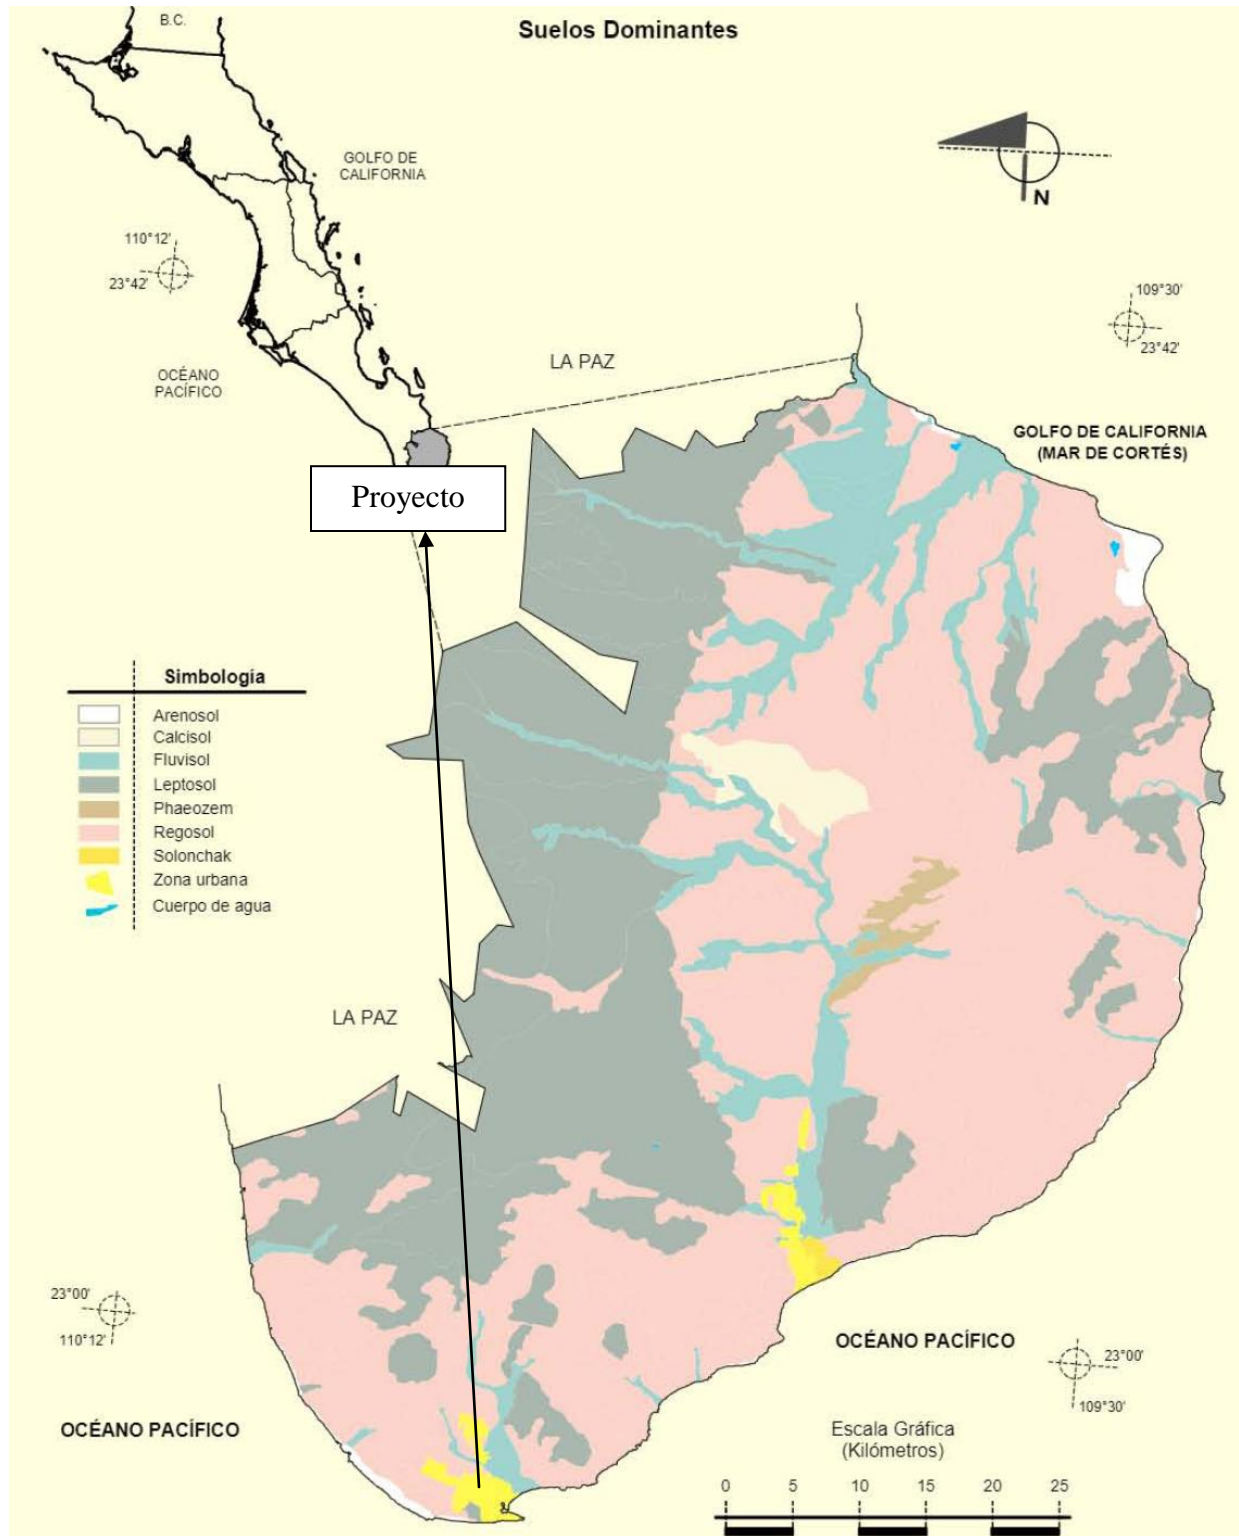 B.C.
Suelos Dominantes
GOLFO DE
CALIFORNIA
N
110°12'
23°42'
109°30'
23°42'
OCÉANO
PACÍFICO
LA PAZ
GOLFO DE CALIFORNIA
(MAR DE CORTÉS)
Proyecto
Simbología
Arenosol
Calcisol
Fluvisol
Leptosol
Phaeozem
Regosol
Solonchak
Zona urbana
Cuerpo de agua
LA PAZ
23°00'
110°12'
OCÉANO PACÍFICO
23°00'
109°30'
OCÉANO PACÍFICO
Escala Gráfica
(Kilómetros)
0 5 10 15 20 25